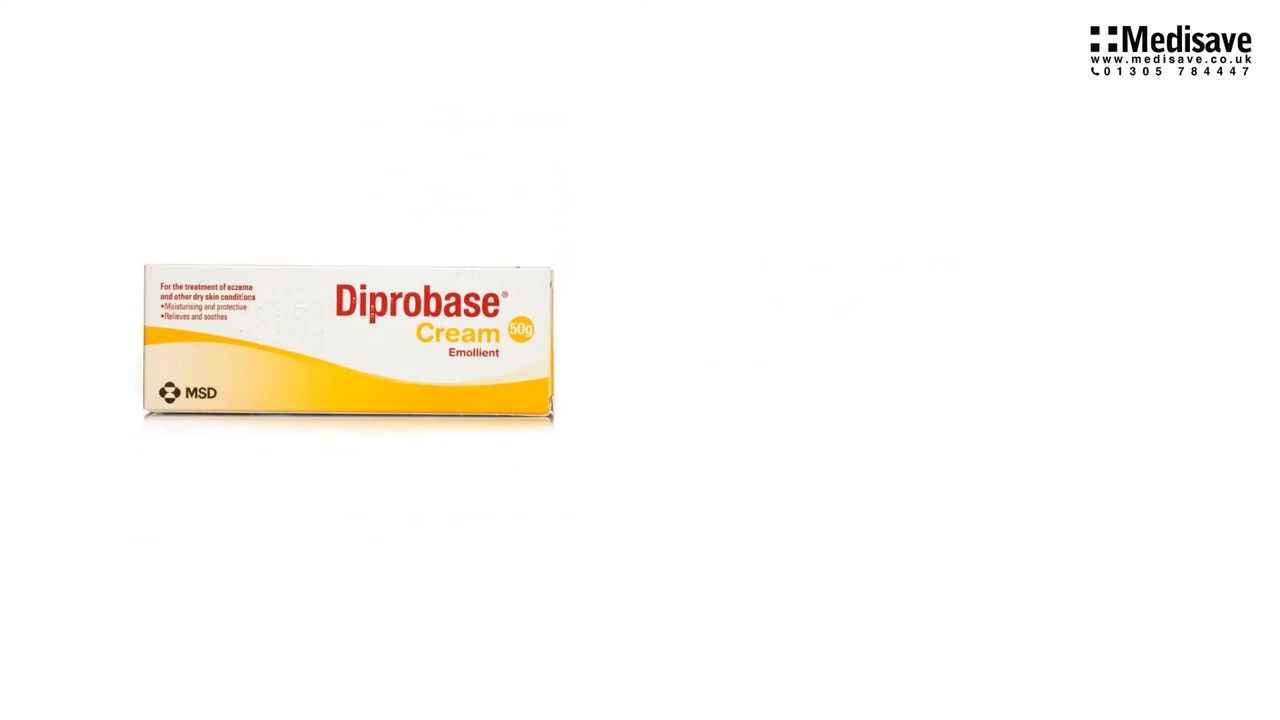 Medisave
www.medisave.co.uk
01305 784447
For the treatment of eczema
and other dry skin conditions
•Moisturising and protective
•Relieves and soothes
Diprobase®
Cream 50g
Emollient
MSD